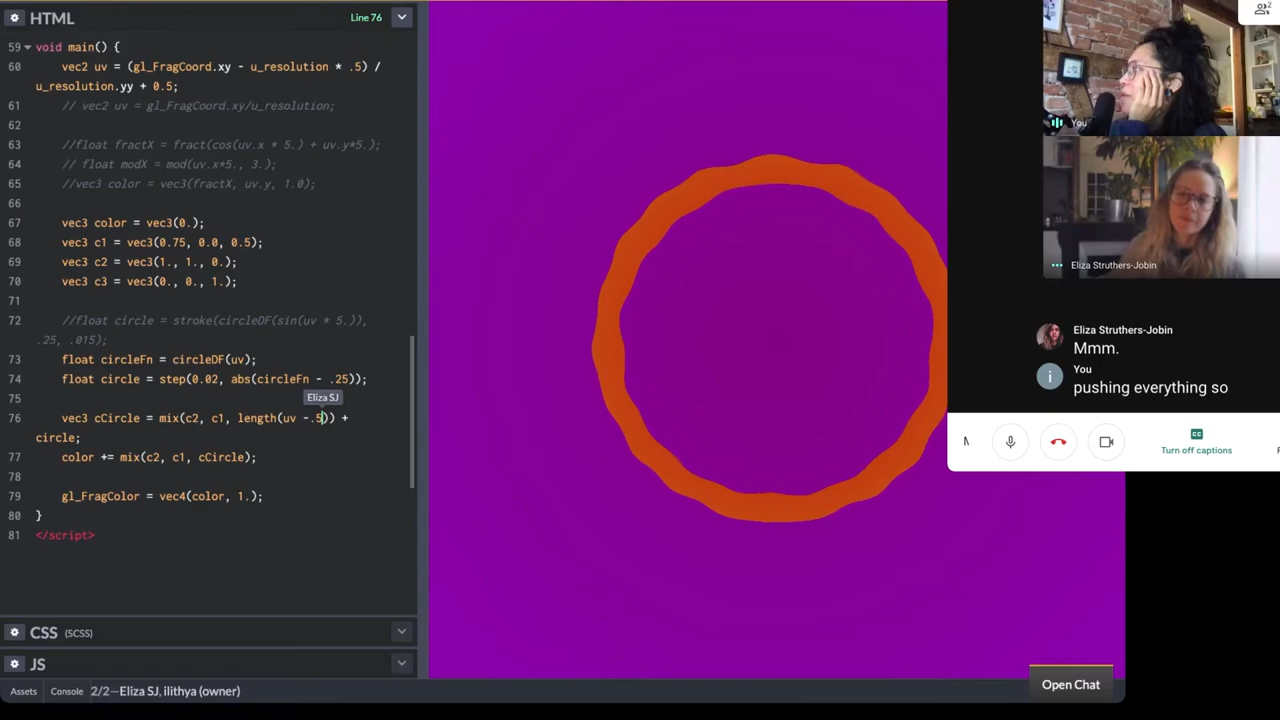 HTML
Line 76
59 void main() {
60 vec2 uv = (gl_FragCoord.xy - u_resolution * .5) /
u_resolution.yy + 0.5;
61 // vec2 uv = gl_FragCoord.xy/u_resolution;
62
63 //float fractX = fract(cos(uv.x * 5.) + uv.y*5.);
64 // float modX = mod(uv.x*5., 3.);
65 //vec3 color = vec3(fractX, uv.y, 1.0);
66
67 vec3 color = vec3(0.);
68 vec3 c1 = vec3(0.75, 0.0, 0.5);
69 vec3 c2 = vec3(1., 1., 0.);
70 vec3 c3 = vec3(0., 0., 1.);
71
72 //float circle = stroke(circleDF(sin(uv * 5.)),
.25, .015);
73 float circleFn = circleDF(uv);
74 float circle = step(0.02, abs(circleFn - .25));
75
Eliza SJ
76 vec3 cCircle = mix(c2, c1, length(uv -.5)) +
circle;
77 color += mix(c2, c1, cCircle);
78
79 gl_FragColor = vec4(color, 1.);
80 }
81 </script>
CSS (SCSS)
JS
Assets Console 2/2—Eliza SJ, ilithya (owner)
Open Chat
2
You
Eliza Struthers-Jobin
Eliza Struthers-Jobin
Mmm.
i You
pushing everything so
Turn off captions